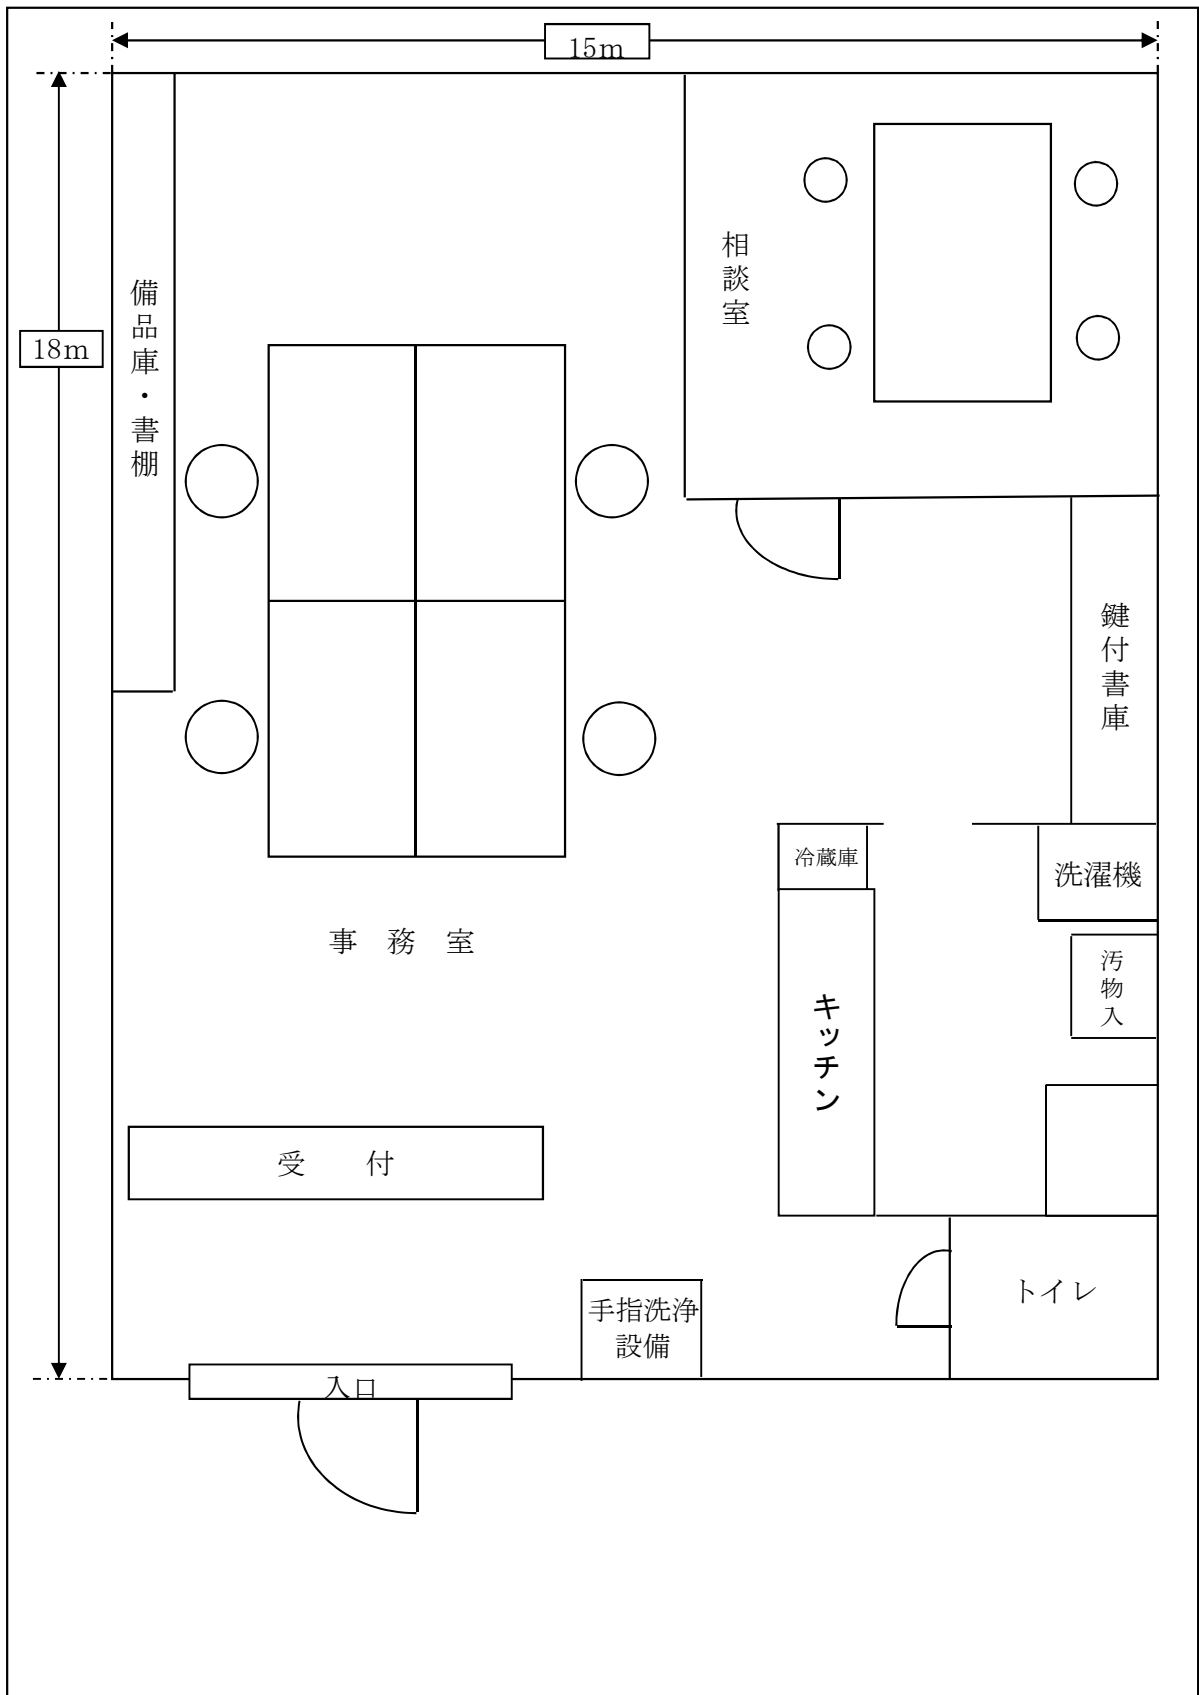 15m
18m
備品庫・書棚
相談室
鍵付書庫
冷蔵庫
洗濯機
事　務　室
汚物入
キッチン
受　　付
トイレ
手指洗浄
設備
入口